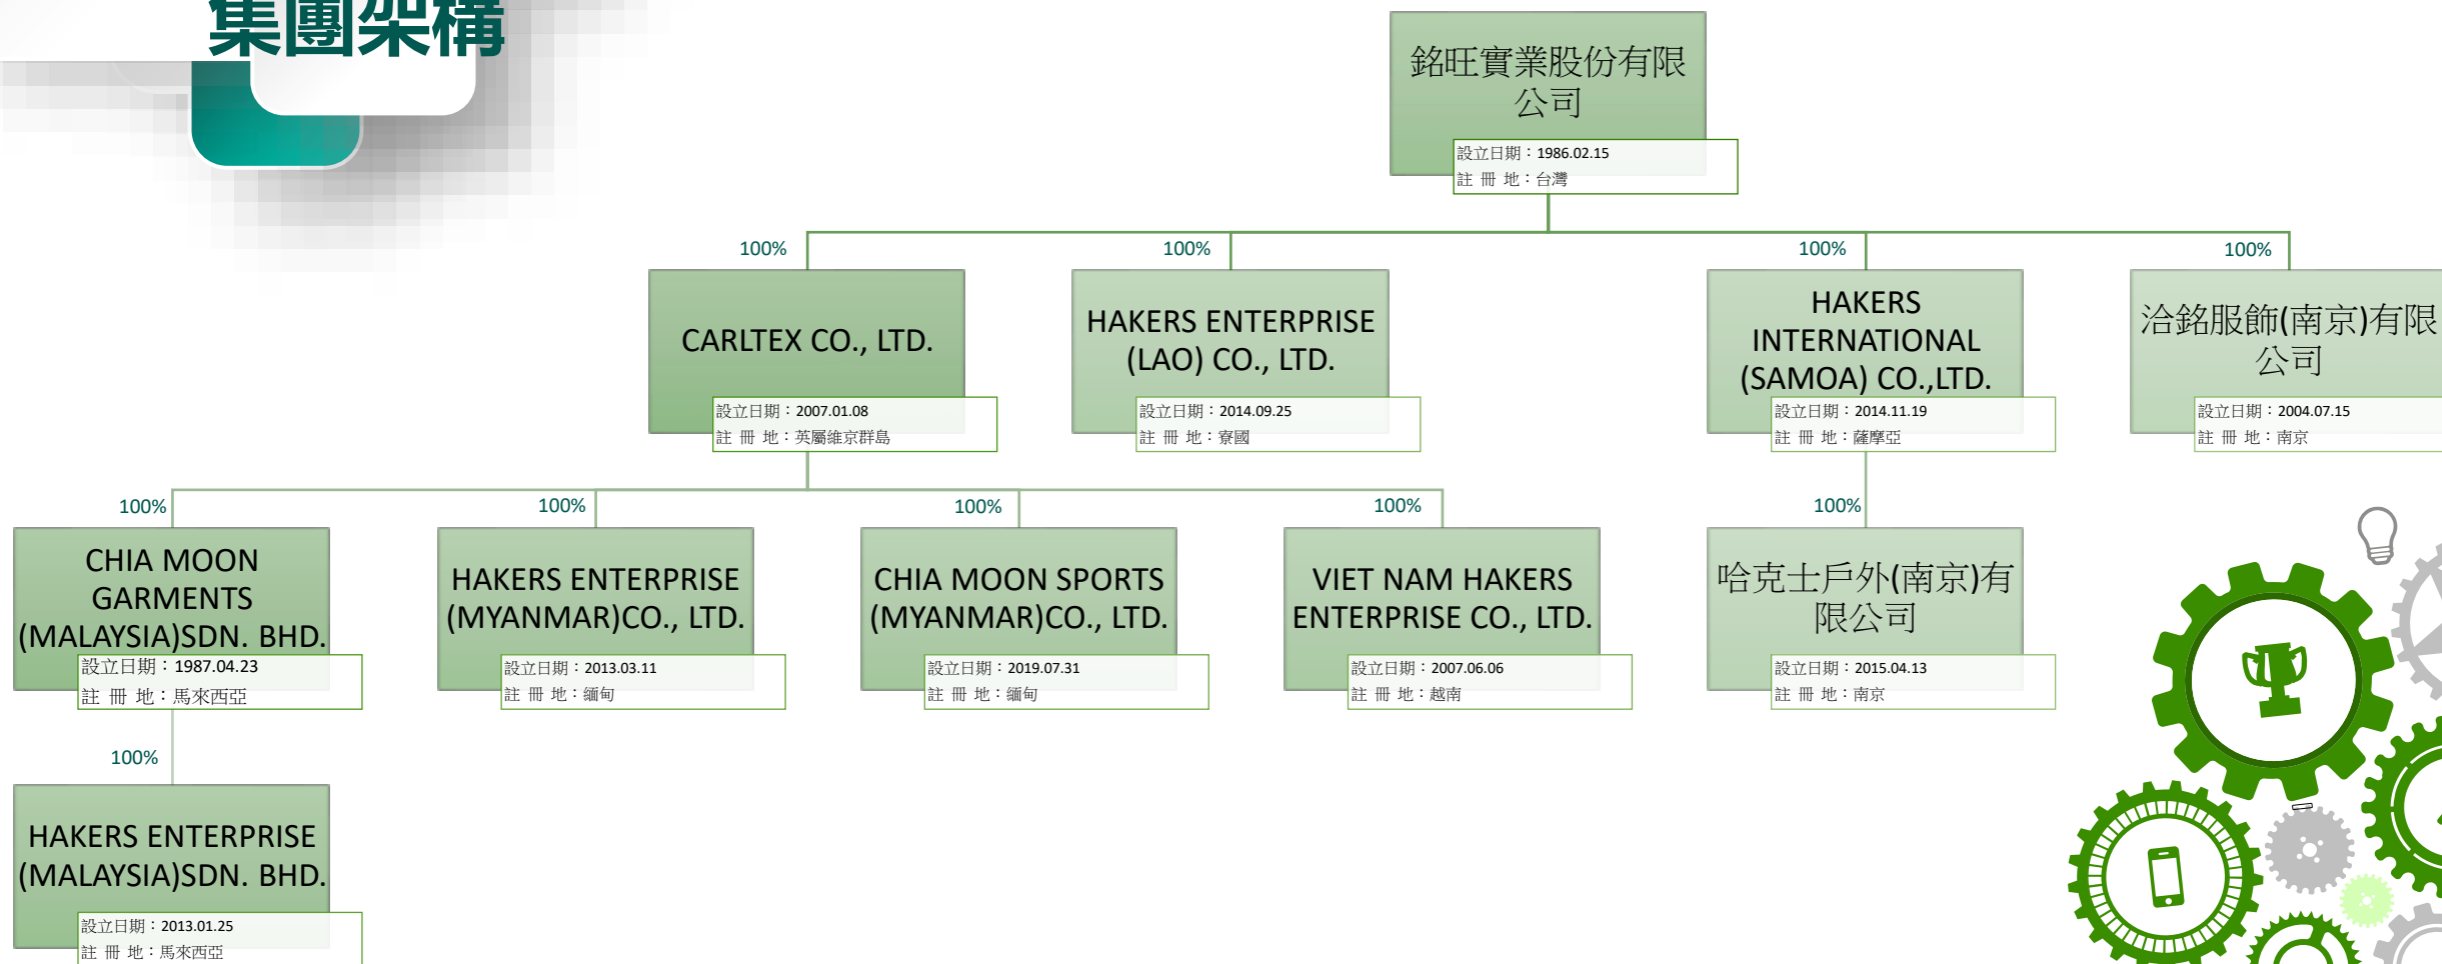 集團架構
銘旺實業股份有限
公司
設立日期：1986.02.15
註 冊 地：台灣
100%
100%
100%
100%
CARLTEX CO., LTD.
設立日期：2007.01.08
註 冊 地：英屬維京群島
HAKERS ENTERPRISE
(LAO) CO., LTD.
設立日期：2014.09.25
註 冊 地：寮國
HAKERS
INTERNATIONAL
(SAMOA) CO.,LTD.
設立日期：2014.11.19
註 冊 地：薩摩亞
洽銘服飾(南京)有限
公司
設立日期：2004.07.15
註 冊 地：南京
100%
100%
100%
100%
100%
CHIA MOON
GARMENTS
(MALAYSIA)SDN. BHD.
設立日期：1987.04.23
註 冊 地：馬來西亞
HAKERS ENTERPRISE
(MYANMAR)CO., LTD.
設立日期：2013.03.11
註 冊 地：緬甸
CHIA MOON SPORTS
(MYANMAR)CO., LTD.
設立日期：2019.07.31
註 冊 地：緬甸
VIET NAM HAKERS
ENTERPRISE CO., LTD.
設立日期：2007.06.06
註 冊 地：越南
哈克士戶外(南京)有
限公司
設立日期：2015.04.13
註 冊 地：南京
100%
HAKERS ENTERPRISE
(MALAYSIA)SDN. BHD.
設立日期：2013.01.25
註 冊 地：馬來西亞